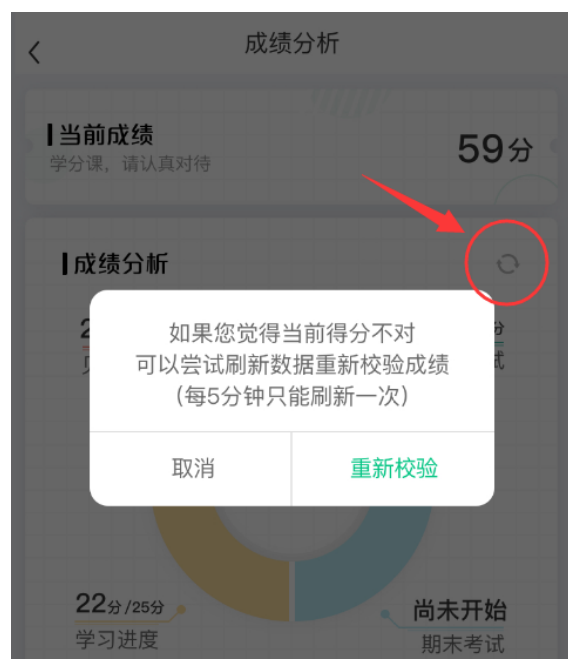 成绩分析
当前成绩
学分课，请认真对待
59分
成绩分析
2
分
如果您觉得当前得分不对
可以尝试刷新数据重新校验成绩
（每5分钟只能刷新一次）
取消
重新校验
22分/25分
学习进度
尚未开始
期末考试